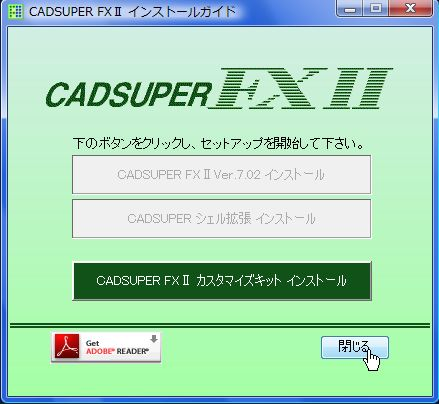 CADSUPER FXⅡ インストールガイド
CADSUPER FXⅡ
下のボタンをクリックし、セットアップを開始して下さい。
CADSUPER FXⅡ Ver.7.02 インストール
CADSUPER シェル拡張 インストール
CADSUPER FXⅡ カスタマイズキット インストール
Get
ADOBE® READER®
閉じる